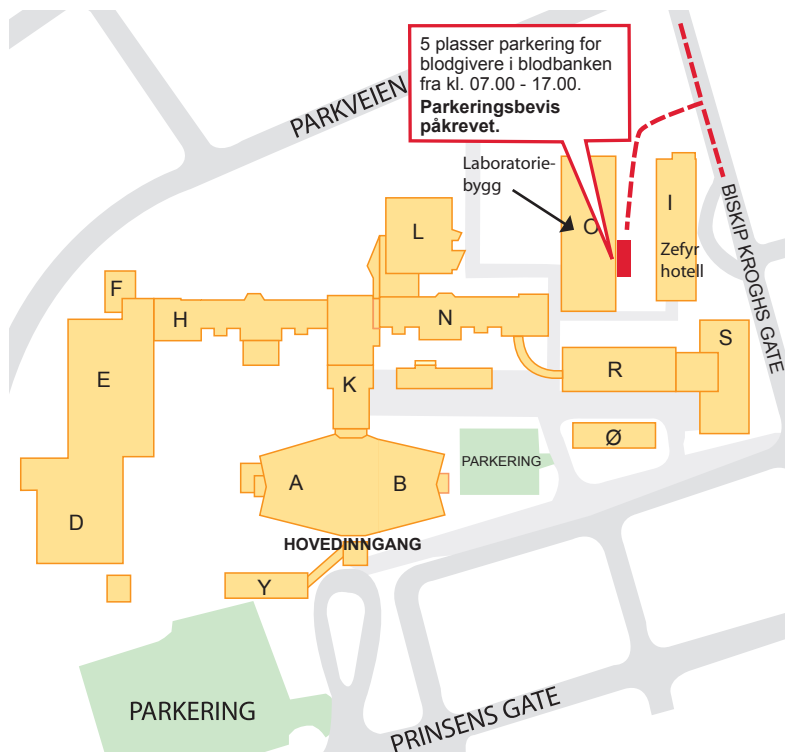 5 plasser parkering for
blodgivere i blodbanken
fra kl. 07.00 - 17.00.
Parkeringsbevis
påkrevet.
PARKVEIEN
Laboratorie-
bygg
O
I
Zefyr
hotell
BISKIP KROGHS GATE
L
F
H
N
E
K
R
S
Ø
PARKERING
A
B
D
HOVEDINNGANG
Y
PARKERING
PRINSENS GATE